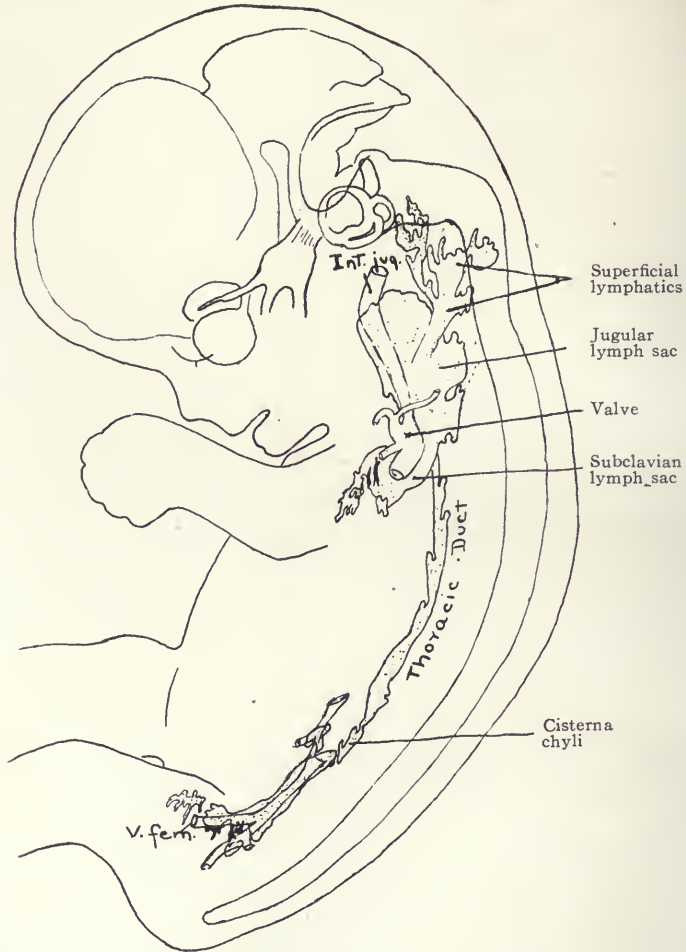 Int. jug.
Superficial
lymphatics
Jugular
lymph sac
Valve
Subclavian
lymph sac
Thoracic Duct
Cisterna
chyli
V. fem.